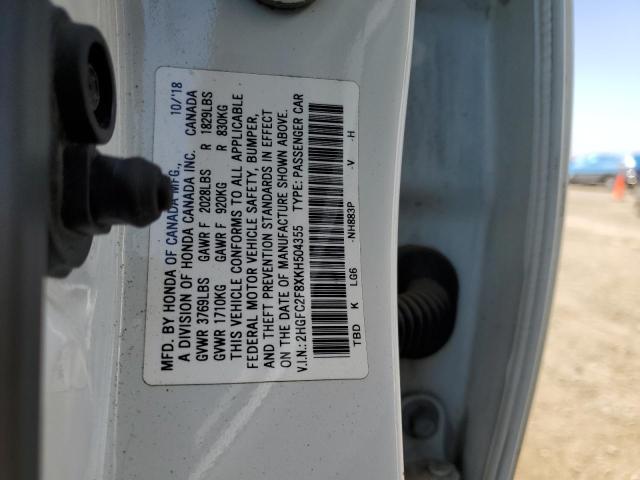 MFD. BY HONDA OF CANADA MFG., 10/'18
A DIVISION OF HONDA CANADA INC. CANADA
GVWR 3769LBS GAWR F 2028LBS R 1829LBS
GVWR 1710KG GAWR F 920KG R 830KG
THIS VEHICLE CONFORMS TO ALL APPLICABLE
FEDERAL MOTOR VEHICLE SAFETY, BUMPER,
AND THEFT PREVENTION STANDARDS IN EFFECT
ON THE DATE OF MANUFACTURE SHOWN ABOVE.
V.I.N.: 2HGFC2F8XKH504355 TYPE: PASSENGER CAR
TBD K LG6 -NH883P -V -H